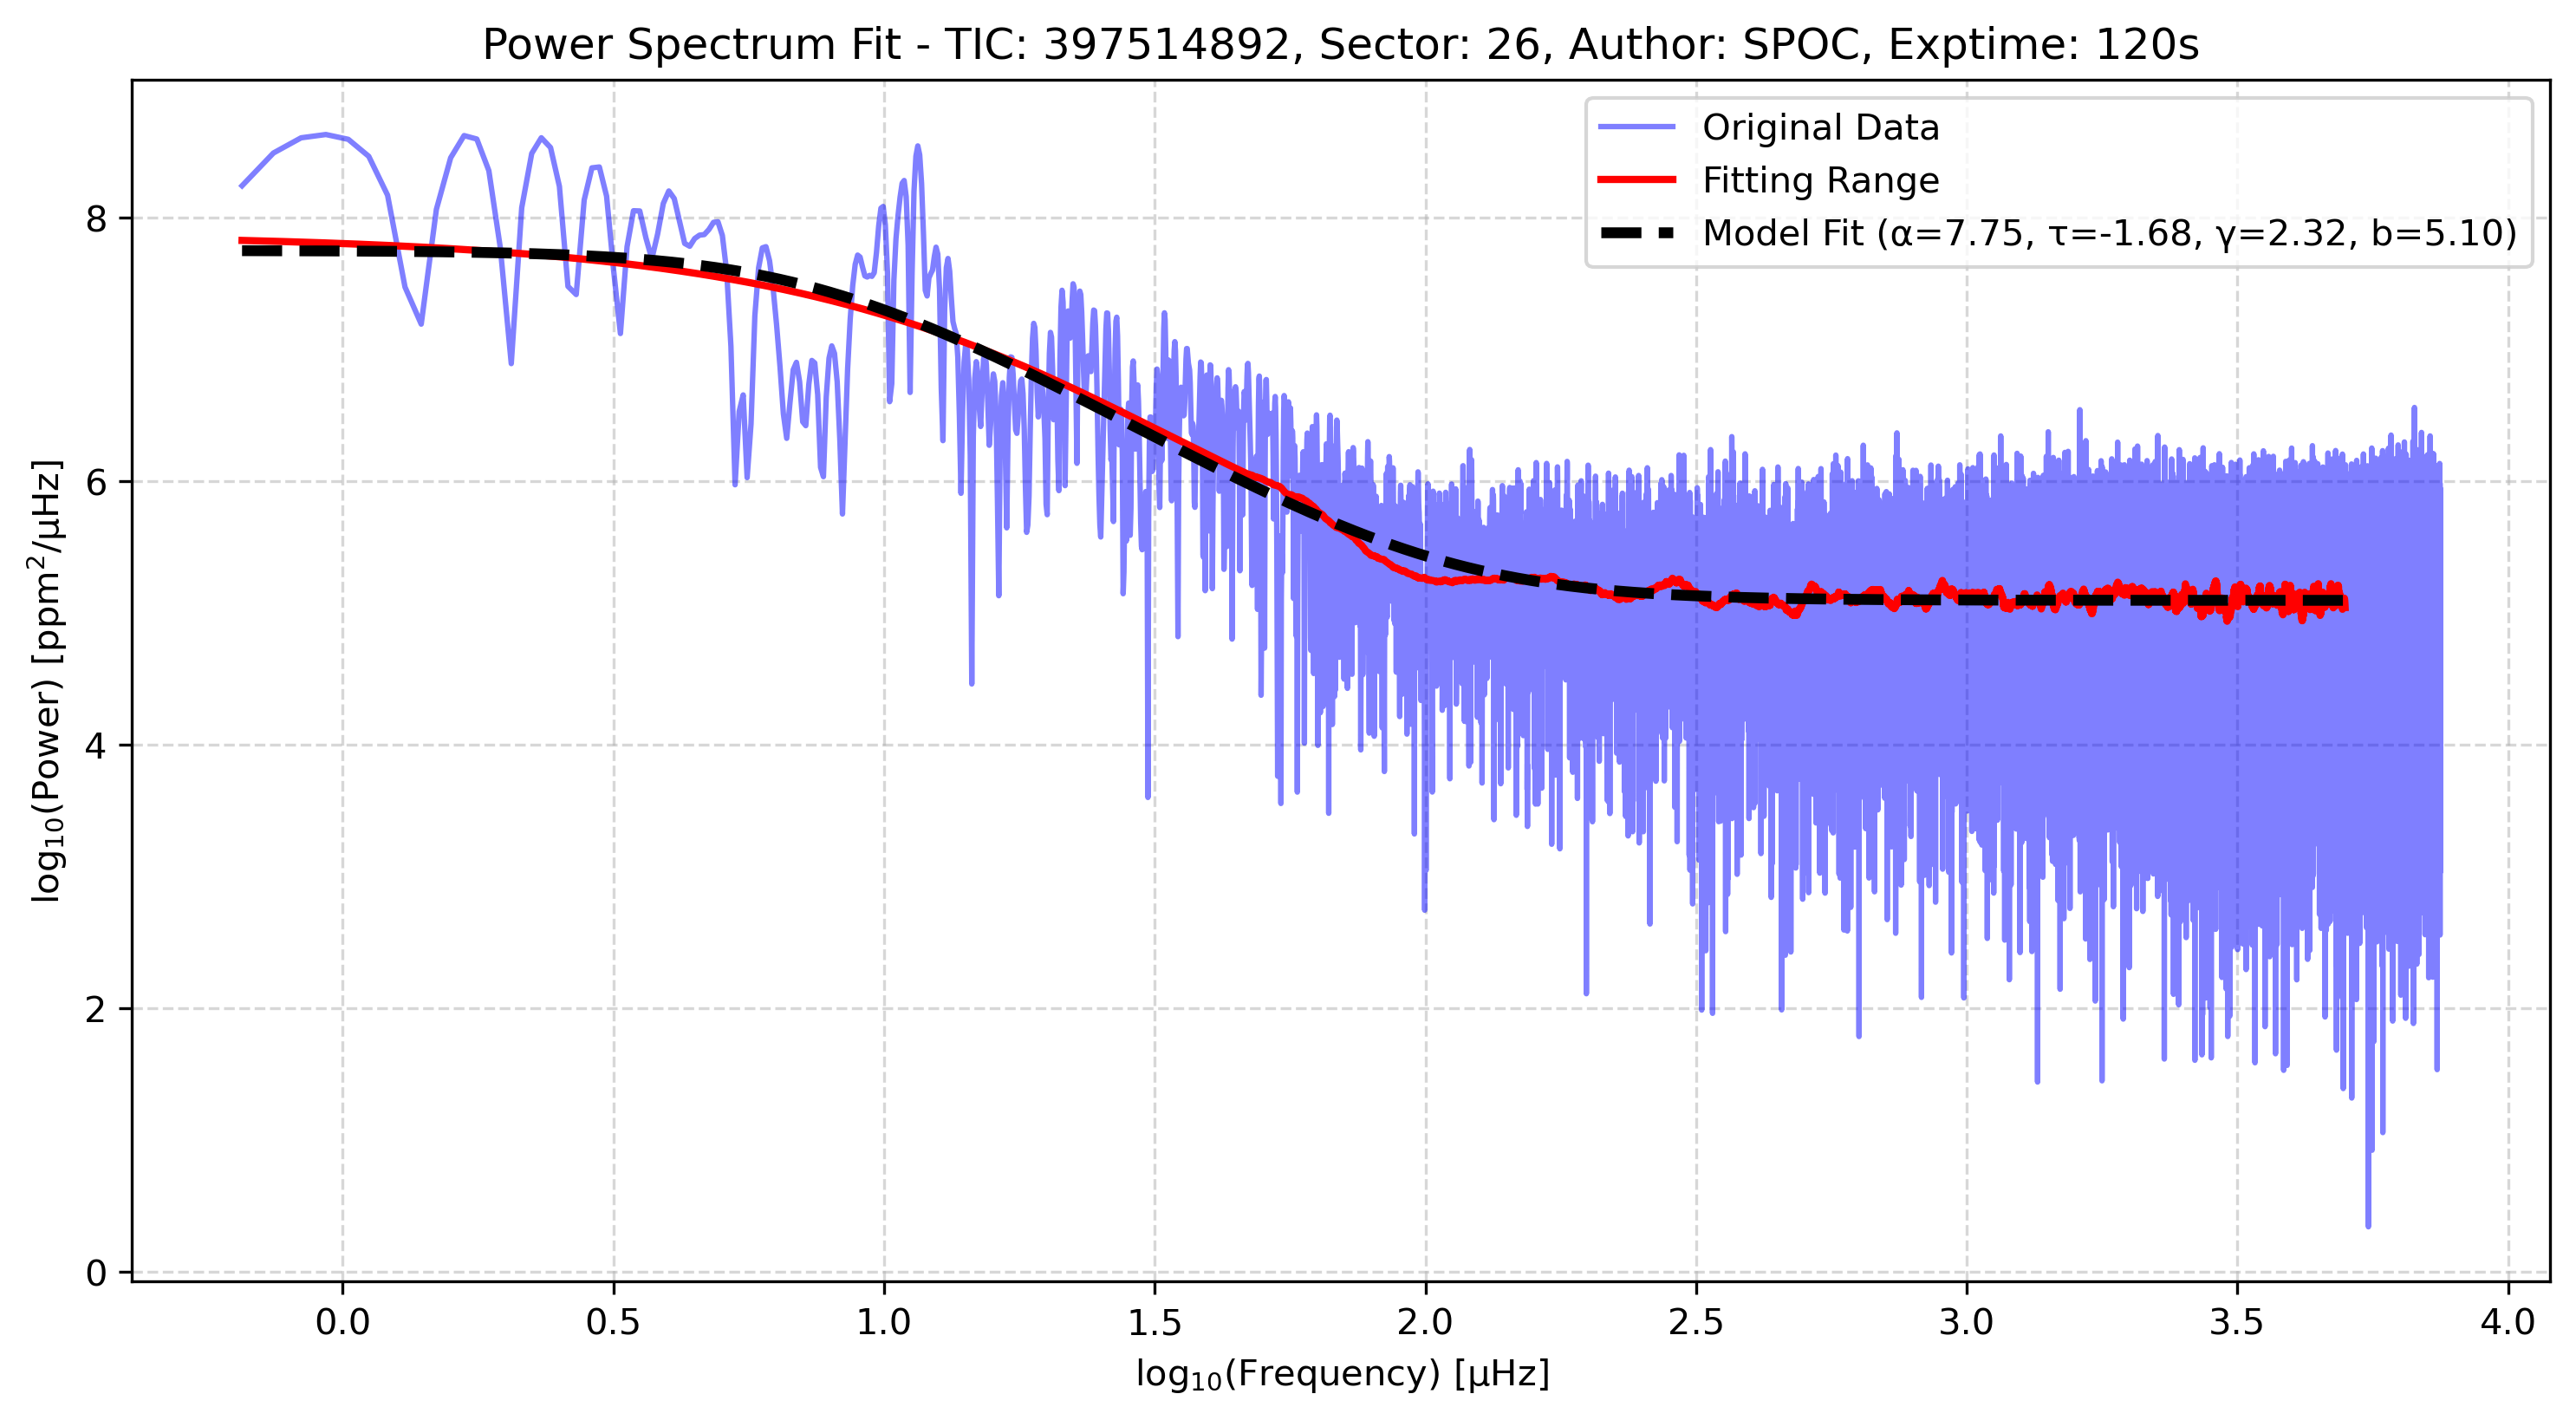 Power Spectrum Fit - TIC: 397514892, Sector: 26, Author: SPOC, Exptime: 120s
Original Data
Fitting Range
Model Fit (α=7.75, τ=-1.68, γ=2.32, b=5.10)
log₁₀(Power) [ppm²/μHz]
8
6
4
2
0
0.0 0.5 1.0 1.5 2.0 2.5 3.0 3.5 4.0
log₁₀(Frequency) [μHz]